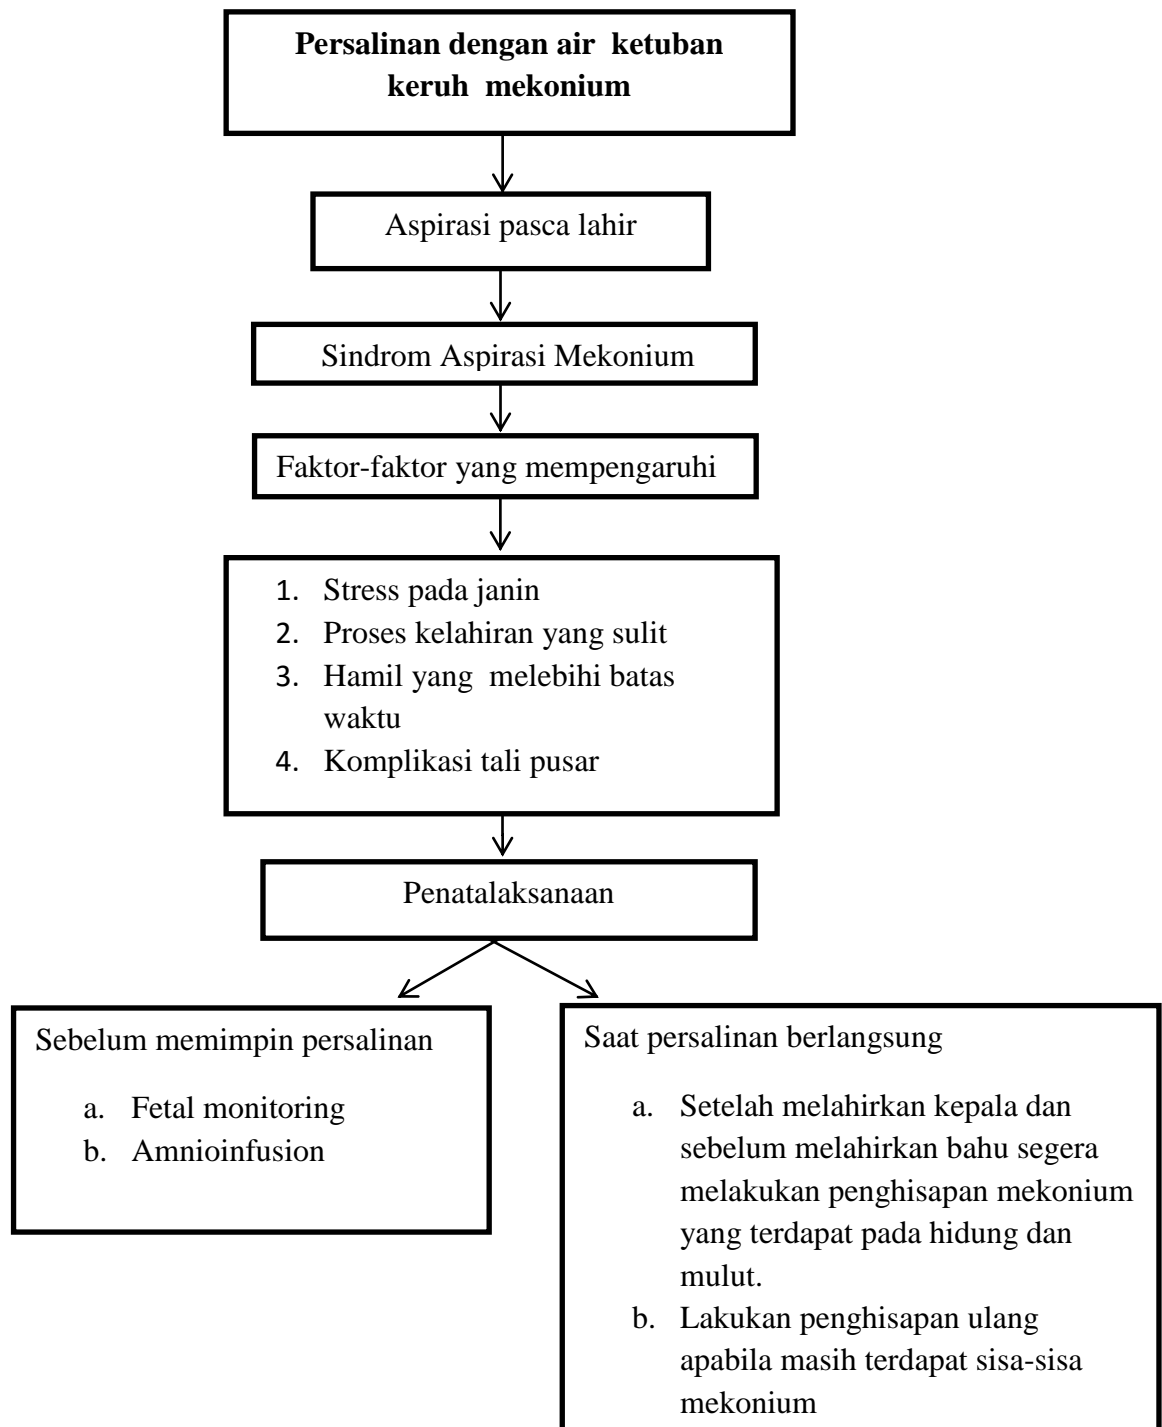 Persalinan dengan air ketuban
keruh mekonium
Aspirasi pasca lahir
Sindrom Aspirasi Mekonium
Faktor-faktor yang mempengaruhi
1. Stress pada janin
2. Proses kelahiran yang sulit
3. Hamil yang melebihi batas
waktu
4. Komplikasi tali pusar
Penatalaksanaan
Sebelum memimpin persalinan
a. Fetal monitoring
b. Amnioinfusion
Saat persalinan berlangsung
a. Setelah melahirkan kepala dan
sebelum melahirkan bahu segera
melakukan penghisapan mekonium
yang terdapat pada hidung dan
mulut.
b. Lakukan penghisapan ulang
apabila masih terdapat sisa-sisa
mekonium